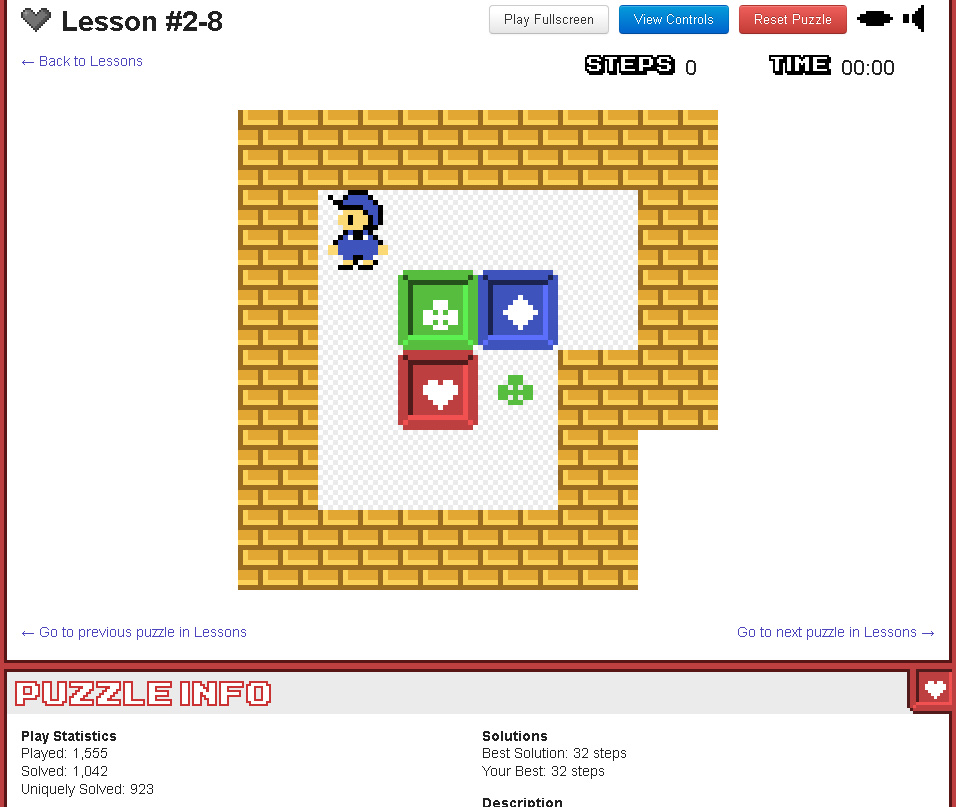 Lesson #2-8
Play Fullscreen
View Controls
Reset Puzzle
← Back to Lessons
STEPS 0
TIME 00:00
← Go to previous puzzle in Lessons
Go to next puzzle in Lessons →
PUZZLE INFO
Play Statistics
Played: 1,555
Solved: 1,042
Uniquely Solved: 923
Solutions
Best Solution: 32 steps
Your Best: 32 steps
Description